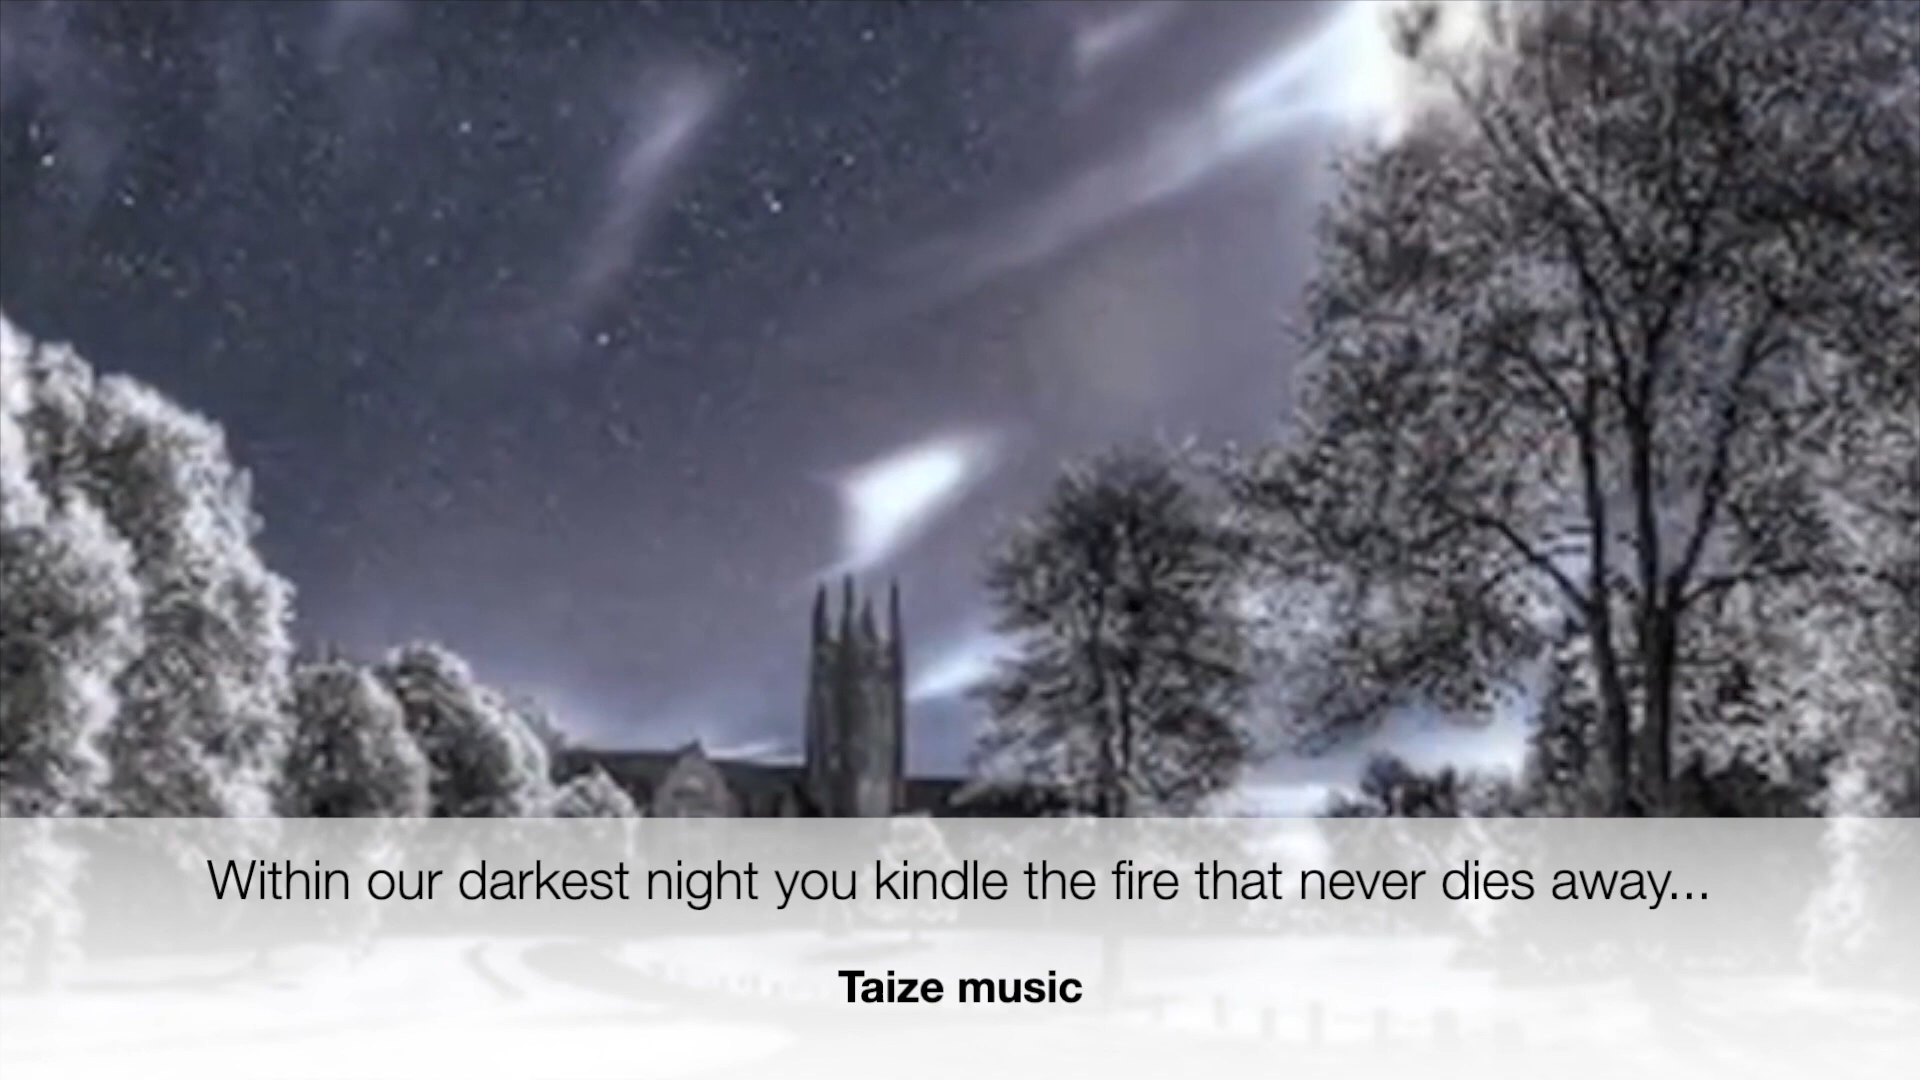 Within our darkest night you kindle the fire that never dies away...
Taize music